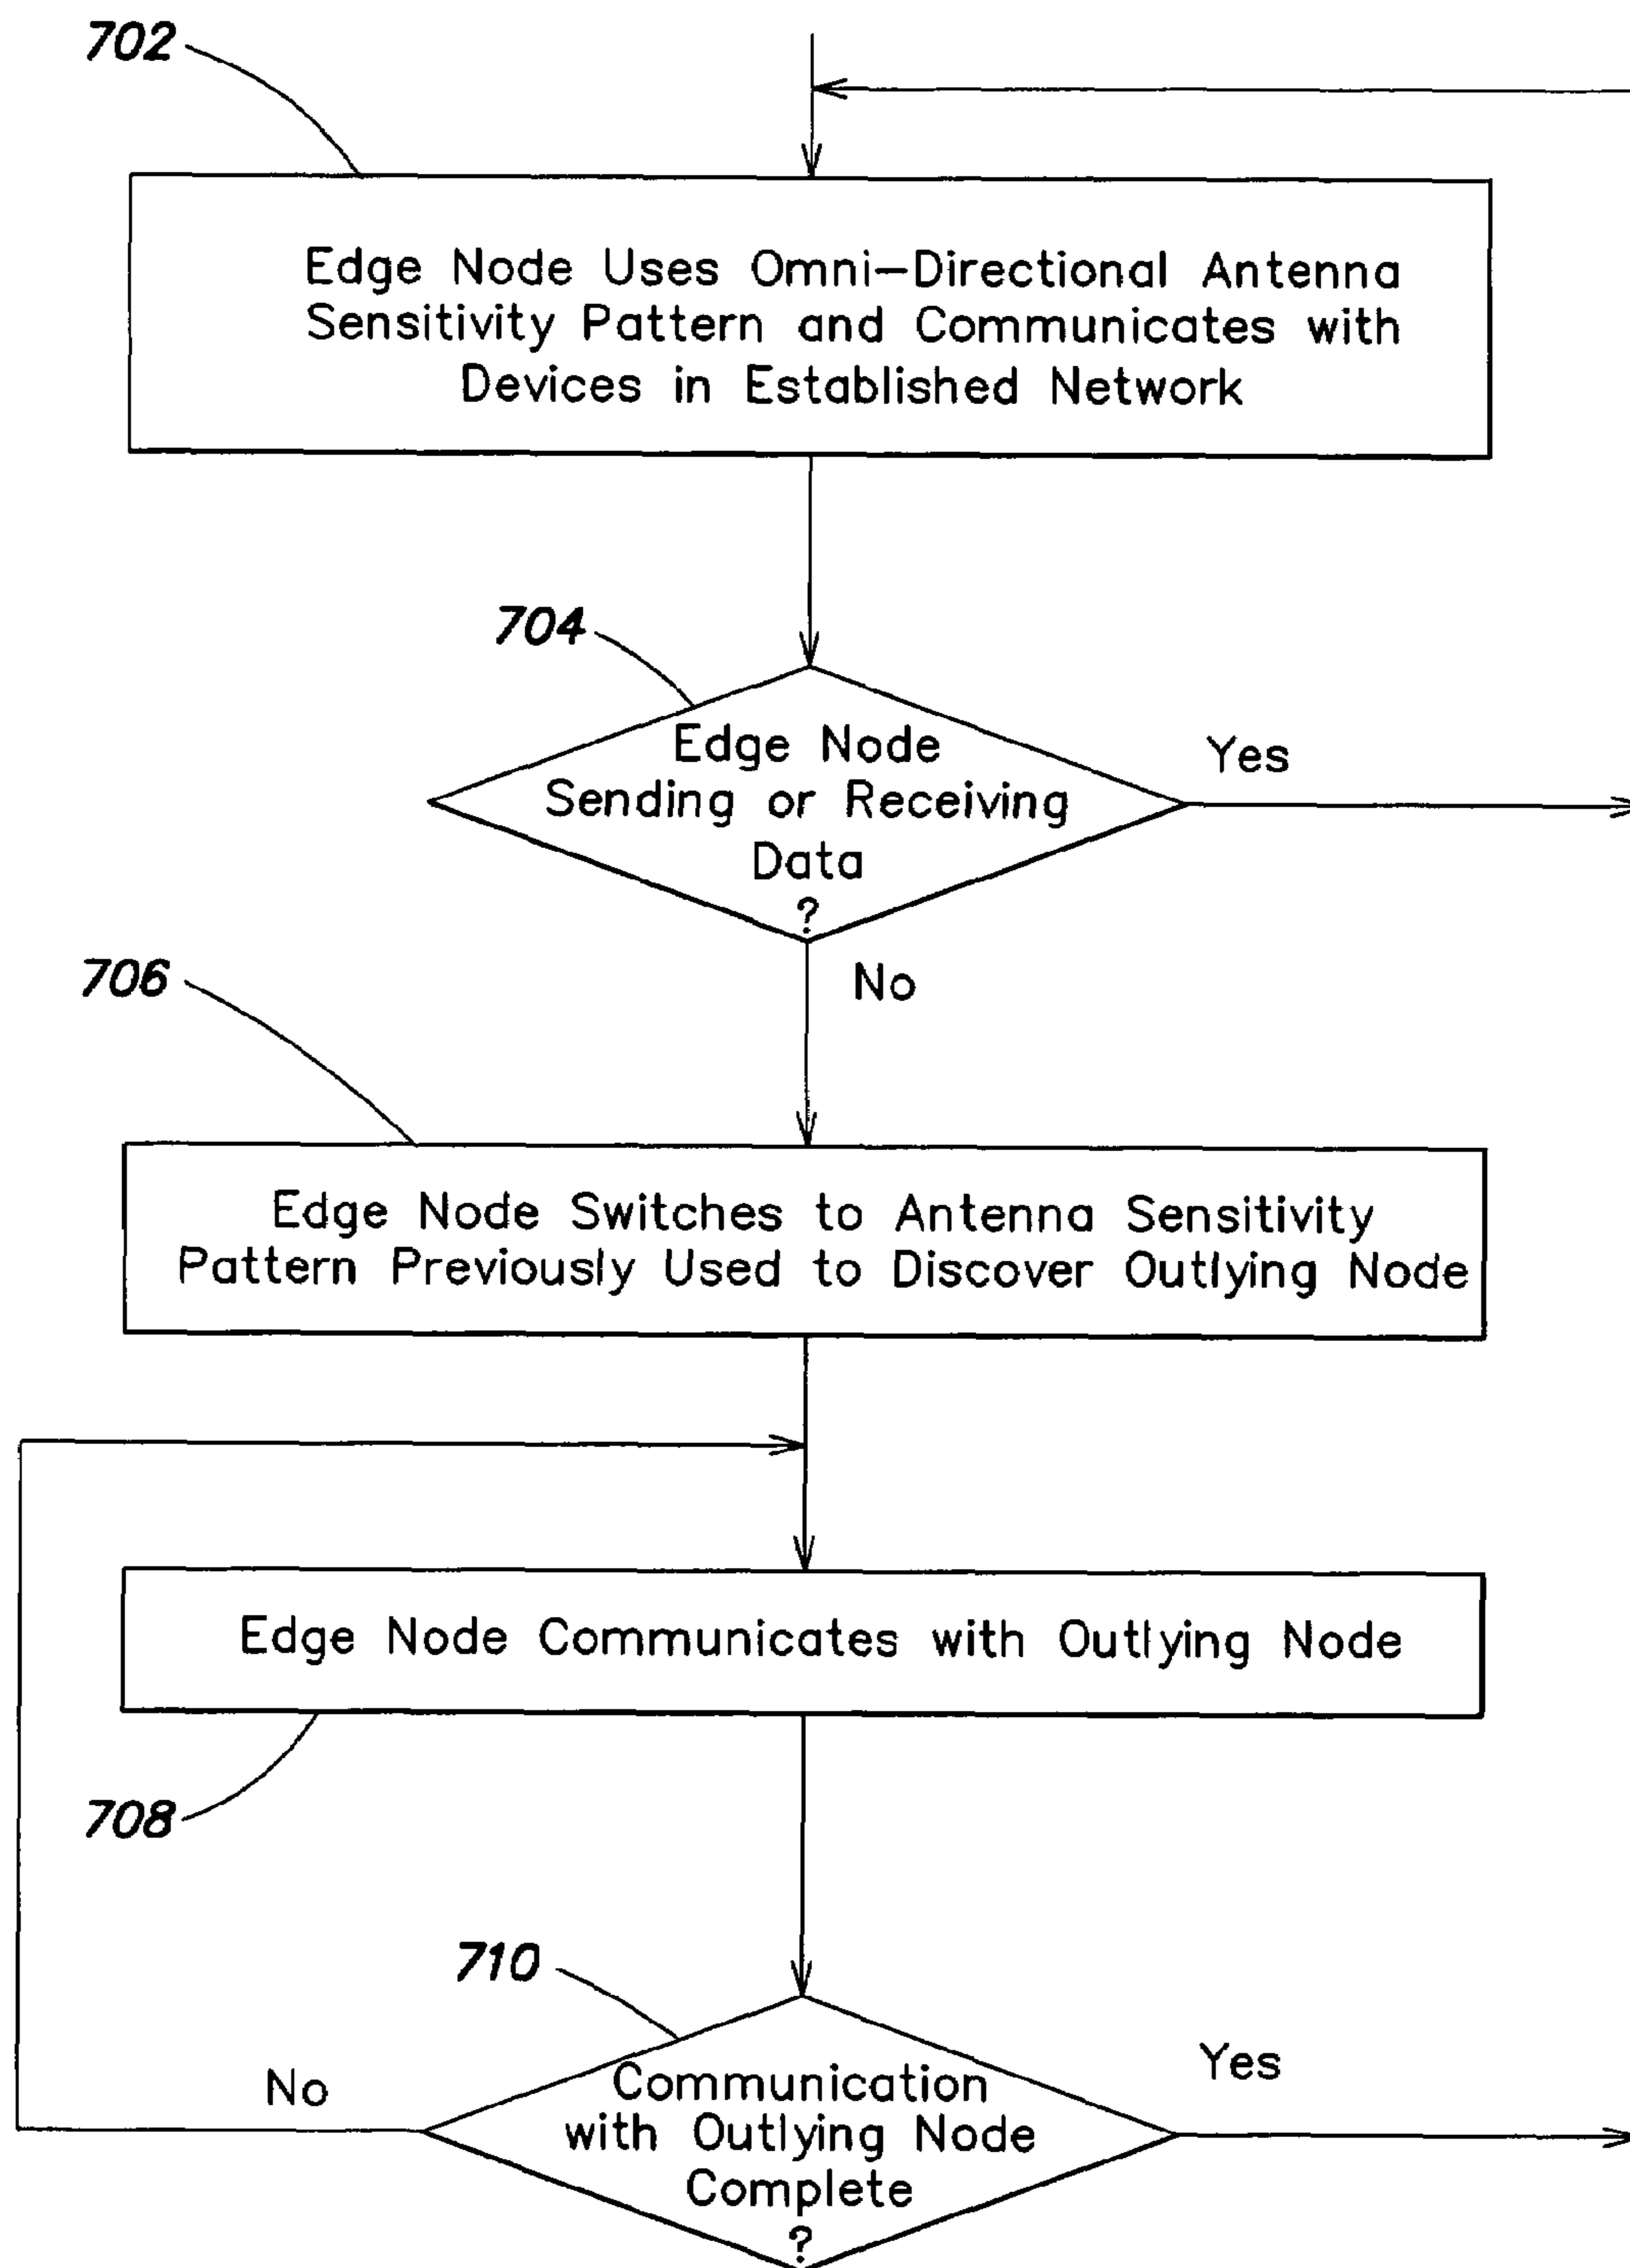 702
Edge Node Uses Omni-Directional Antenna
Sensitivity Pattern and Communicates with
Devices in Established Network
704
Edge Node
Sending or Receiving
Data
?
Yes
No
706
Edge Node Switches to Antenna Sensitivity
Pattern Previously Used to Discover Outlying Node
Edge Node Communicates with Outlying Node
708
710
Communication
with Outlying Node
Complete
?
No
Yes